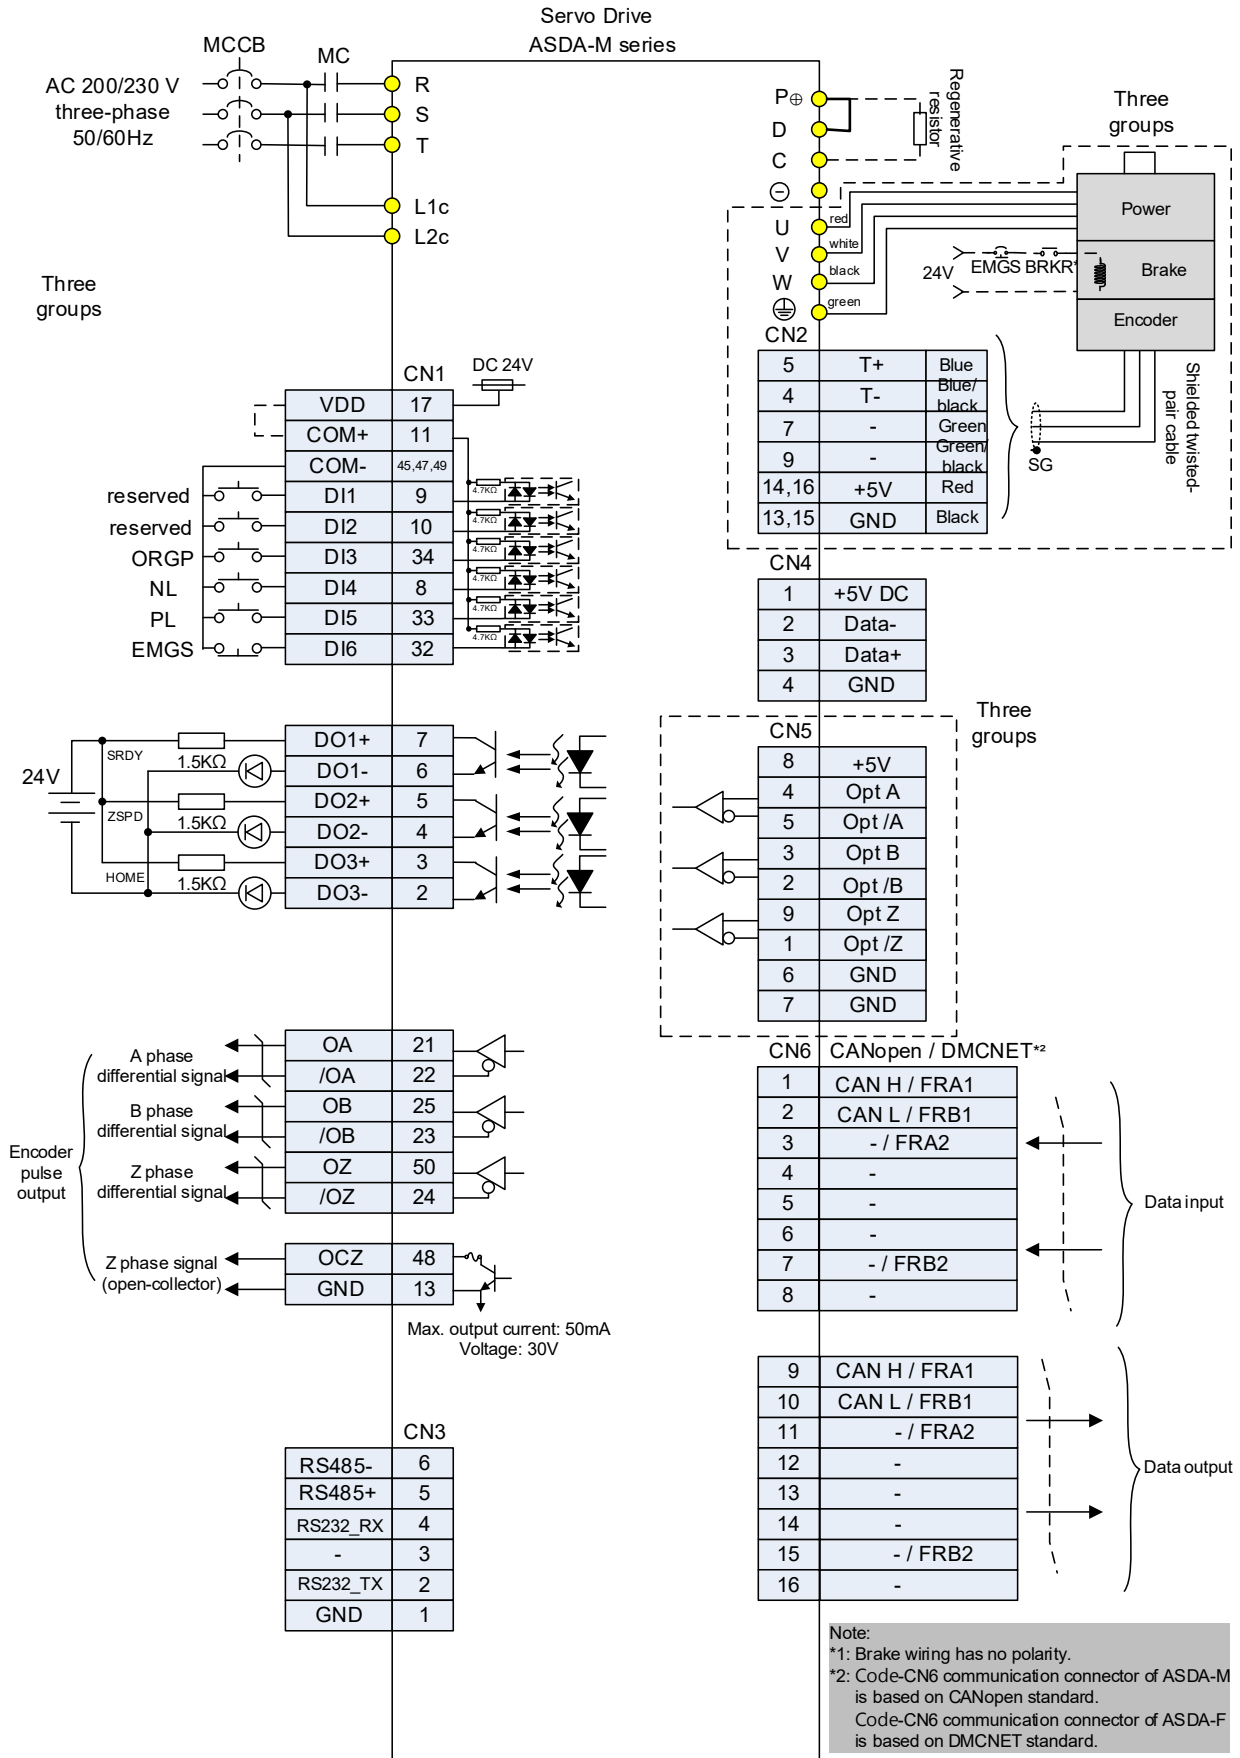 Servo Drive
ASDA-M series
MCCB
MC
AC 200/230 V
three-phase
50/60Hz
R
S
T
L1c
L2c
P⊕
D
C
⊖
Regenerative
resistor
Three
groups
U
V
W
red
white
black
green
Power
24V
EMGS BRKR*
Brake
Encoder
Three
groups
CN2
5 T+ Blue
4 T- Blue/
black
7 - Green
9 - Green/
black
14,16 +5V Red
13,15 GND Black
SG
Shielded twisted-
pair cable
CN1
DC 24V
VDD 17
COM+ 11
COM- 45,47,49
reserved DI1 9 4.7KΩ
reserved DI2 10 4.7KΩ
ORGP DI3 34 4.7KΩ
NL DI4 8 4.7KΩ
PL DI5 33 4.7KΩ
EMGS DI6 32 4.7KΩ
CN4
1 +5V DC
2 Data-
3 Data+
4 GND
24V
SRDY
1.5KΩ
ZSPD
1.5KΩ
HOME
1.5KΩ
DO1+ 7
DO1- 6
DO2+ 5
DO2- 4
DO3+ 3
DO3- 2
Three
groups
CN5
8 +5V
4 Opt A
5 Opt /A
3 Opt B
2 Opt /B
9 Opt Z
1 Opt /Z
6 GND
7 GND
Encoder
pulse
output
A phase
differential signal
B phase
differential signal
Z phase
differential signal
Z phase signal
(open-collector)
OA 21
/OA 22
OB 25
/OB 23
OZ 50
/OZ 24
OCZ 48
GND 13
Max. output current: 50mA
Voltage: 30V
CN6 CANopen / DMCNET*²
1 CAN H / FRA1
2 CAN L / FRB1
3 - / FRA2
4 -
5 -
6 -
7 - / FRB2
8 -
Data input
9 CAN H / FRA1
10 CAN L / FRB1
11 - / FRA2
12 -
13 -
14 -
15 - / FRB2
16 -
Data output
CN3
RS485- 6
RS485+ 5
RS232_RX 4
- 3
RS232_TX 2
GND 1
Note:
*1: Brake wiring has no polarity.
*2: Code-CN6 communication connector of ASDA-M
is based on CANopen standard.
Code-CN6 communication connector of ASDA-F
is based on DMCNET standard.